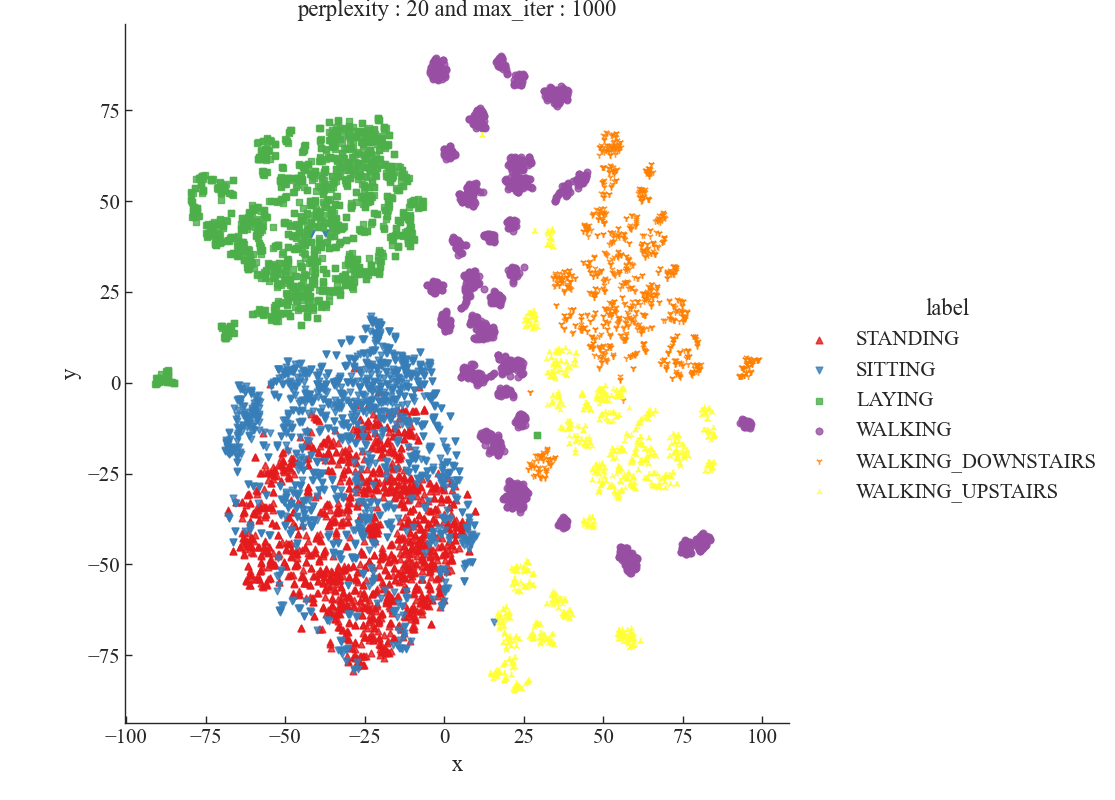 perplexity : 20 and max_iter : 1000
75
50
25
0
−25
−50
−75
y
−100 −75 −50 −25 0 25 50 75 100
x
label
STANDING
SITTING
LAYING
WALKING
WALKING_DOWNSTAIRS
WALKING_UPSTAIRS